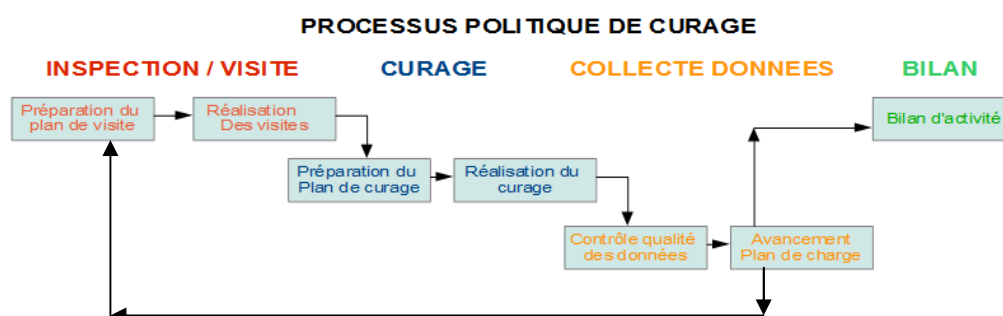 PROCESSUS POLITIQUE DE CURAGE
INSPECTION / VISITE
CURAGE
COLLECTE DONNEES
BILAN
Préparation du
plan de visite
Réalisation
Des visites
Préparation du
Plan de curage
Réalisation du
curage
Contrôle qualité
des données
Avancement
Plan de charge
Bilan d'activité